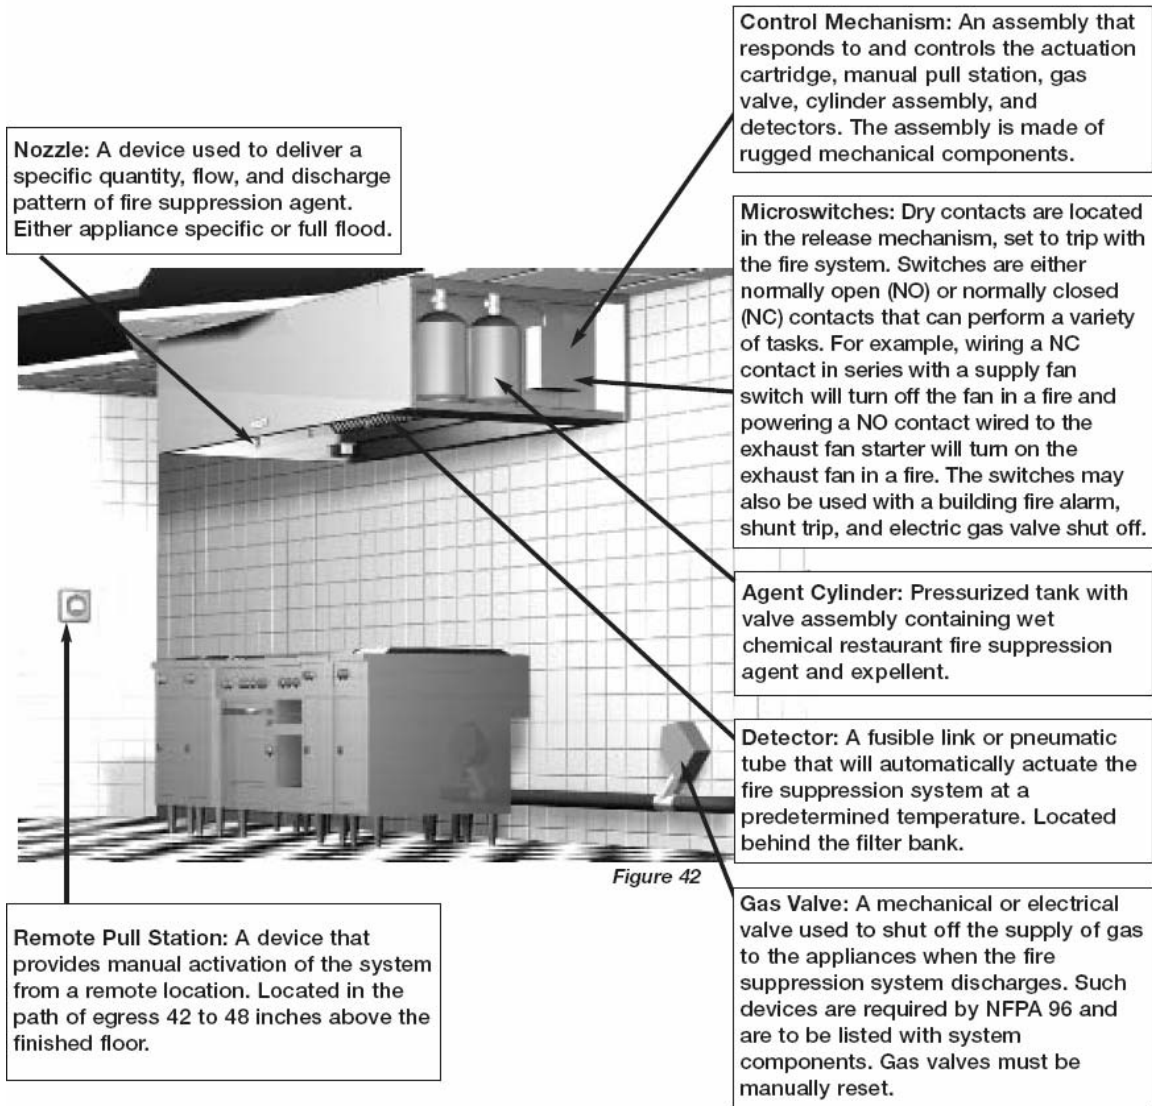 Control Mechanism: An assembly that
responds to and controls the actuation
cartridge, manual pull station, gas
valve, cylinder assembly, and
detectors. The assembly is made of
rugged mechanical components.
Nozzle: A device used to deliver a
specific quantity, flow, and discharge
pattern of fire suppression agent.
Either appliance specific or full flood.
Microswitches: Dry contacts are located
in the release mechanism, set to trip with
the fire system. Switches are either
normally open (NO) or normally closed
(NC) contacts that can perform a variety
of tasks. For example, wiring a NC
contact in series with a supply fan
switch will turn off the fan in a fire and
powering a NO contact wired to the
exhaust fan starter will turn on the
exhaust fan in a fire. The switches may
also be used with a building fire alarm,
shunt trip, and electric gas valve shut off.
Agent Cylinder: Pressurized tank with
valve assembly containing wet
chemical restaurant fire suppression
agent and expellent.
Detector: A fusible link or pneumatic
tube that will automatically actuate the
fire suppression system at a
predetermined temperature. Located
behind the filter bank.
Figure 42
Gas Valve: A mechanical or electrical
valve used to shut off the supply of gas
to the appliances when the fire
suppression system discharges. Such
devices are required by NFPA 96 and
are to be listed with system
components. Gas valves must be
manually reset.
Remote Pull Station: A device that
provides manual activation of the system
from a remote location. Located in the
path of egress 42 to 48 inches above the
finished floor.